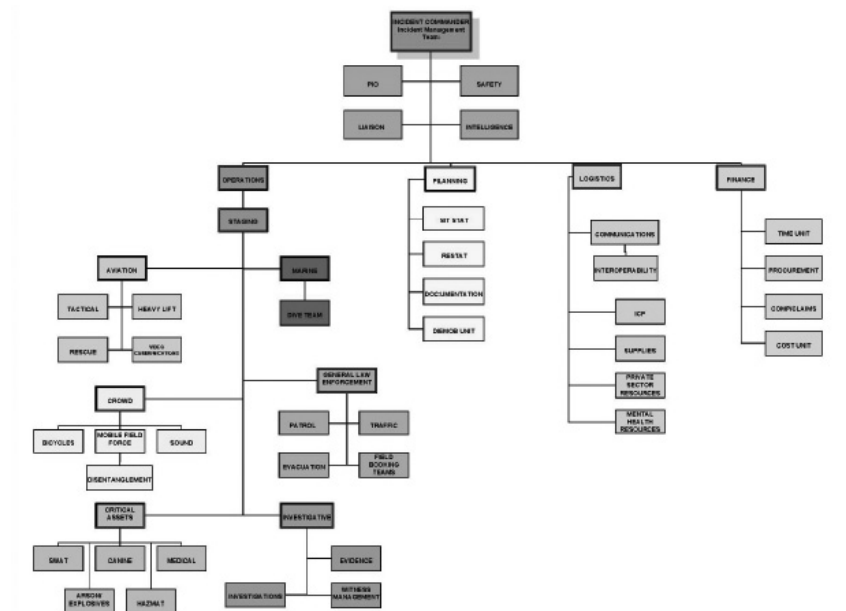 INCIDENT COMMANDER
Incident Management
Team
PIO
SAFETY
LIAISON
INTELLIGENCE
OPERATIONS
PLANNING
LOGISTICS
FINANCE
STAGING
SIT STAT
COMMUNICATIONS
TIME UNIT
RESTAT
INTEROPERABILITY
PROCUREMENT
AVIATION
MARINE
DOCUMENTATION
TACTICAL
HEAVY LIFT
DIVE TEAM
ICP
COMP/CLAIMS
DEMOB UNIT
RESCUE
VIDEO
COMMUNICATIONS
SUPPLIES
COST UNIT
GENERAL LAW
ENFORCEMENT
PRIVATE
SECTOR
RESOURCES
CROWD
PATROL
TRAFFIC
MENTAL
HEALTH
RESOURCES
BICYCLES
MOBILE FIELD
FORCE
SOUND
EVACUATION
FIELD
BOOKING
TEAMS
DISENTANGLEMENT
CRITICAL
ASSETS
INVESTIGATIVE
SWAT
CANINE
MEDICAL
EVIDENCE
ARSON/
EXPLOSIVES
HAZMAT
INVESTIGATIONS
WITNESS
MANAGEMENT